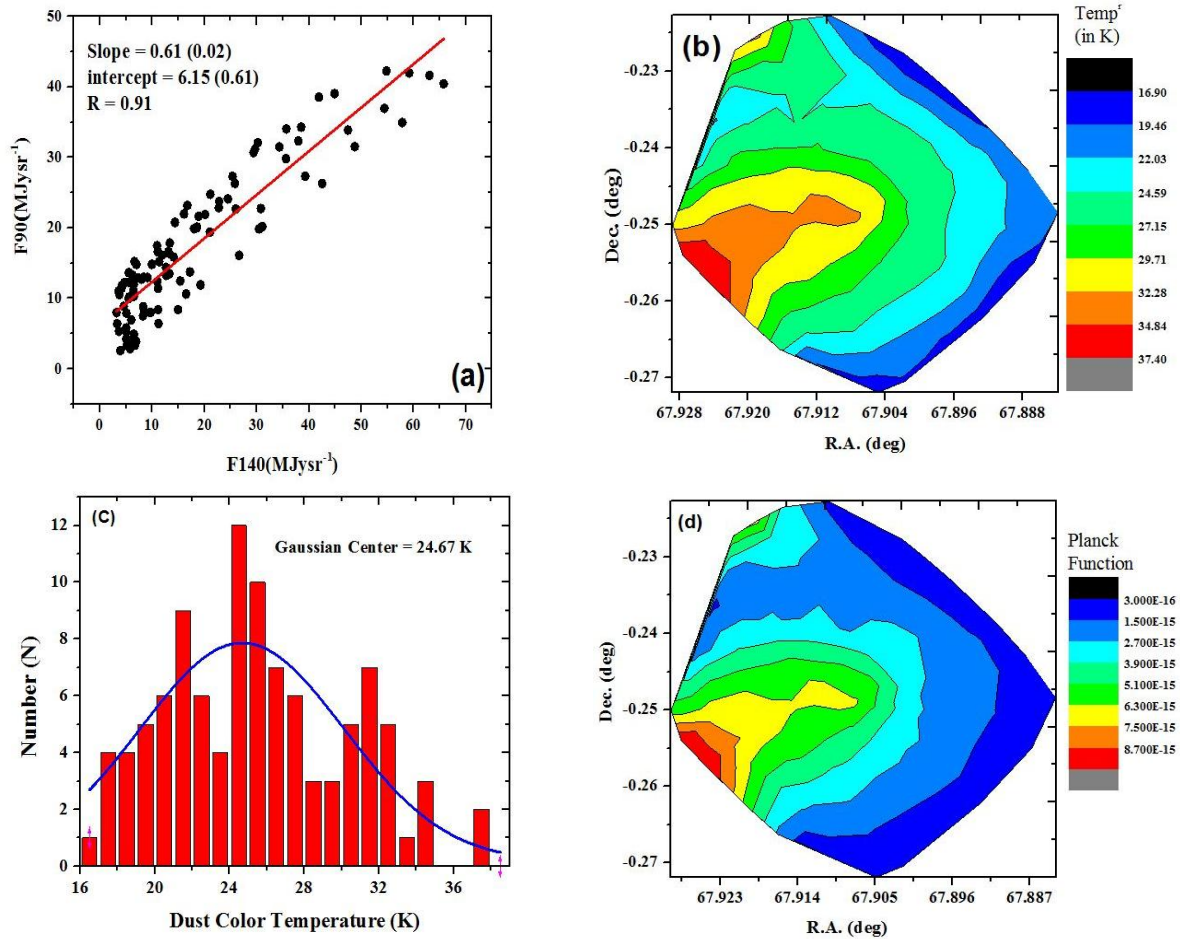 50
40
30
20
10
0
F90(MJysr⁻¹)
Slope = 0.61 (0.02)
intercept = 6.15 (0.61)
R = 0.91
(a)
0 10 20 30 40 50 60 70
F140(MJysr⁻¹)
(b)
-0.23
-0.24
-0.25
-0.26
-0.27
Dec. (deg)
67.928 67.920 67.912 67.904 67.896 67.888
R.A. (deg)
Tempʳ
(in K)
16.90
19.46
22.03
24.59
27.15
29.71
32.28
34.84
37.40
(c)
Gaussian Center = 24.67 K
12
10
8
6
4
2
0
Number (N)
16 20 24 28 32 36
Dust Color Temperature (K)
(d)
-0.23
-0.24
-0.25
-0.26
-0.27
Dec. (deg)
67.923 67.914 67.905 67.896 67.887
R.A. (deg)
Planck
Function
3.000E-16
1.500E-15
2.700E-15
3.900E-15
5.100E-15
6.300E-15
7.500E-15
8.700E-15